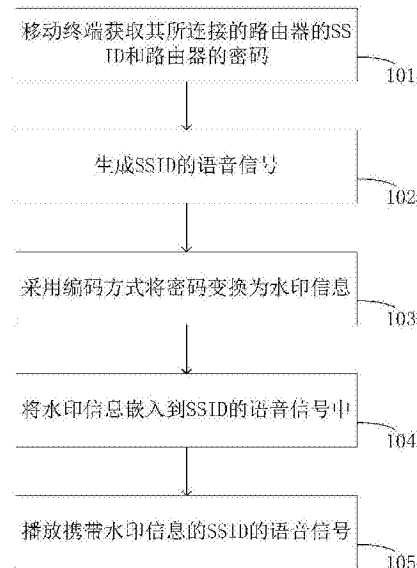 移动终端获取其所连接的路由器的SS
ID和路由器的密码
101
生成SSID的语音信号
102
采用编码方式将密码变换为水印信息
103
将水印信息嵌入到SSID的语音信号中
104
播放携带水印信息的SSID的语音信号
105